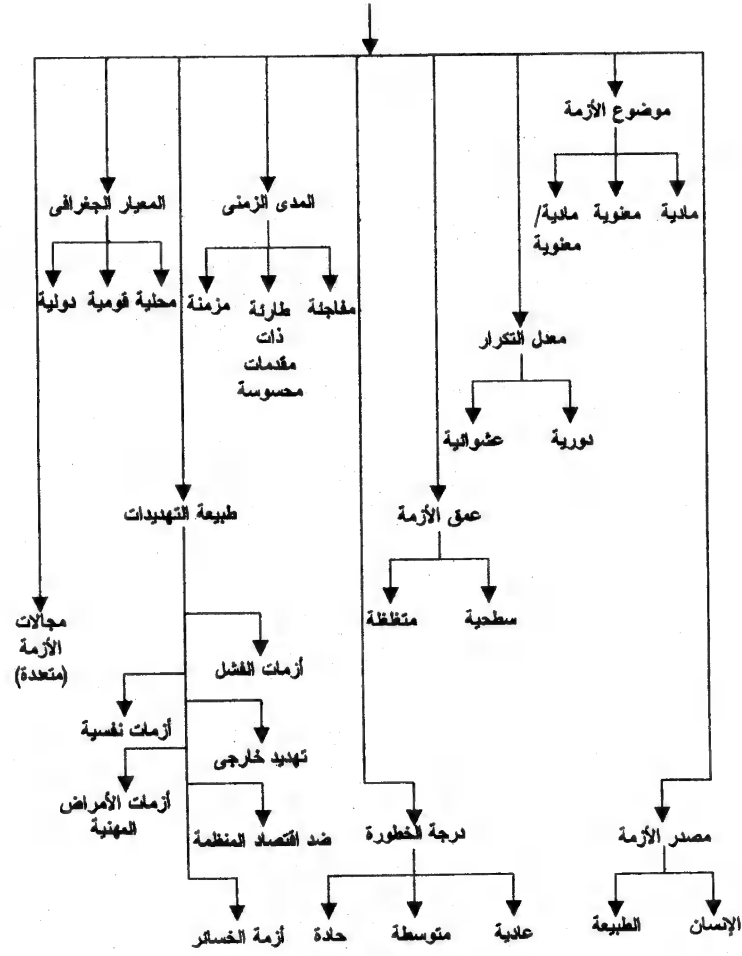 موضوع الأزمة
مادية
معنوية
مادية/
معنوية
المدى الزمنى
المعيار الجغرافى
مفاجئة
طارئة
ذات
مقدمات
محسوسة
مزمنة
محلية
قومية
دولية
معدل التكرار
دورية
عشوائية
عمق الأزمة
طبيعة التهديدات
سطحية
متغلغلة
مجالات
الأزمة
(متعددة)
أزمات الفشل
أزمات نفسية
تهديد خارجى
أزمات الأمراض
المهنية
ضد اقتصاد المنظمة
أزمة الخسائر
درجة الخطورة
عادية
متوسطة
حادة
مصدر الأزمة
الإنسان
الطبيعة